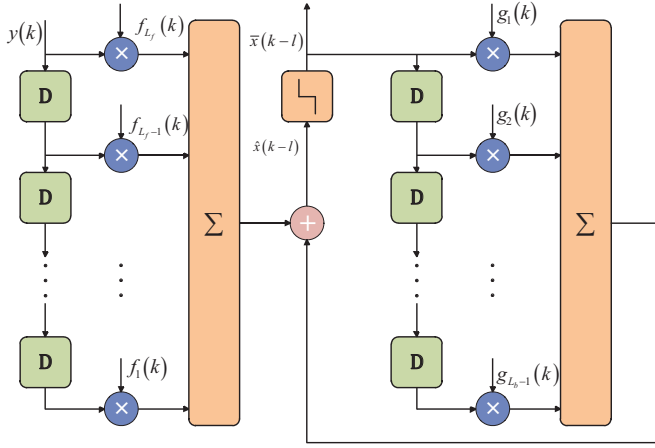 y(k)
f_{L_f}(k)
D
f_{L_f-1}(k)
×
×
D
D
f_1(k)
×
Σ
x̄(k-l)
x̂(k-l)
+
g_1(k)
×
D
g_2(k)
×
D
D
g_{L_b-1}(k)
×
Σ